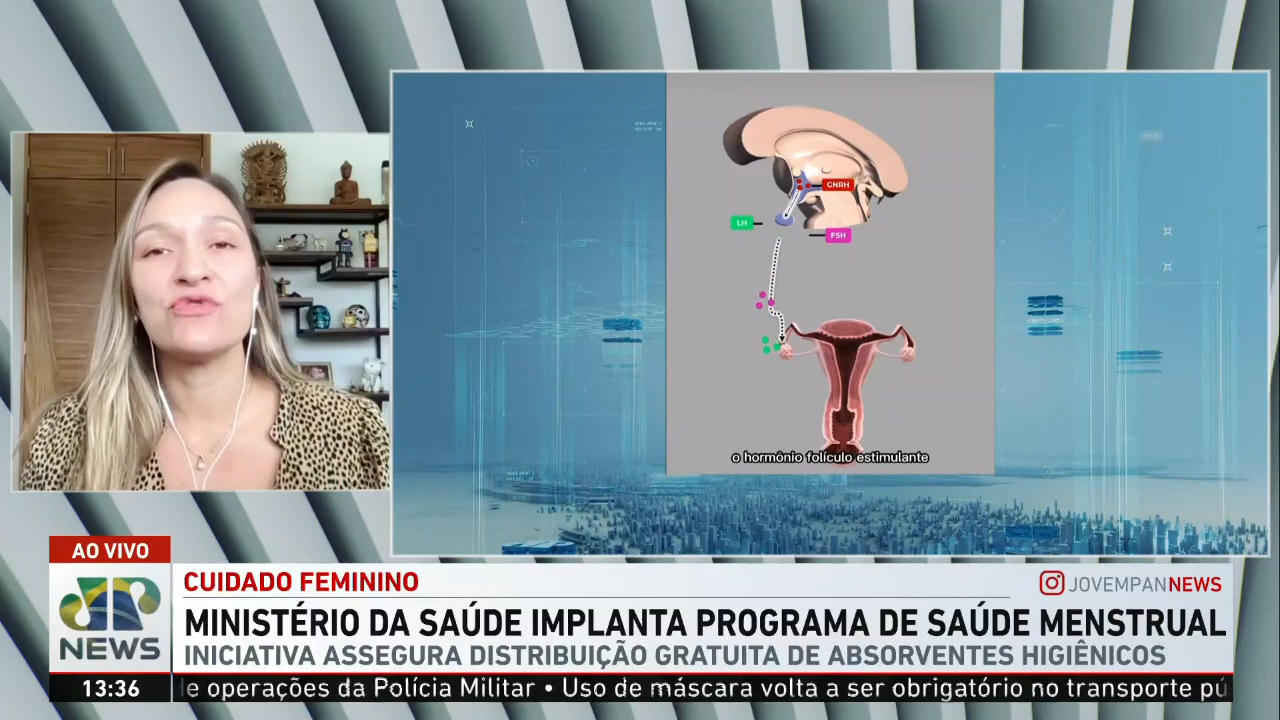 GNRH
LH
FSH
o hormônio folículo estimulante
AO VIVO
JP
NEWS
CUIDADO FEMININO
JOVEMPANNEWS
MINISTÉRIO DA SAÚDE IMPLANTA PROGRAMA DE SAÚDE MENSTRUAL
INICIATIVA ASSEGURA DISTRIBUIÇÃO GRATUITA DE ABSORVENTES HIGIÊNICOS
13:36
le operações da Polícia Militar • Uso de máscara volta a ser obrigatório no transporte pú